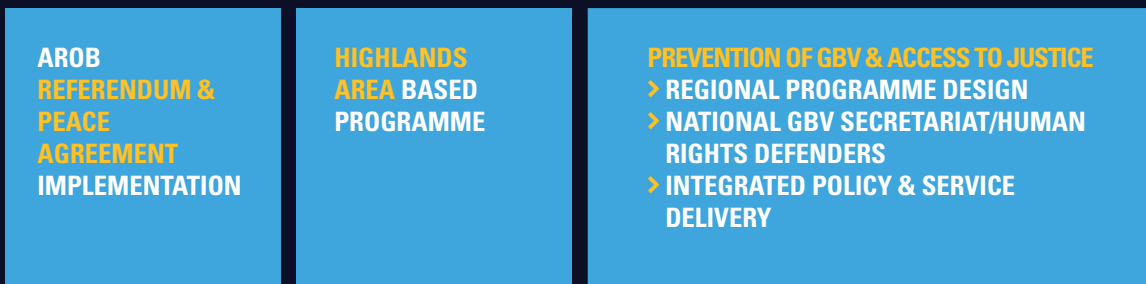 AROB
REFERENDUM &
PEACE
AGREEMENT
IMPLEMENTATION
HIGHLANDS
AREA BASED
PROGRAMME
PREVENTION OF GBV & ACCESS TO JUSTICE
> REGIONAL PROGRAMME DESIGN
> NATIONAL GBV SECRETARIAT/HUMAN
RIGHTS DEFENDERS
> INTEGRATED POLICY & SERVICE
DELIVERY